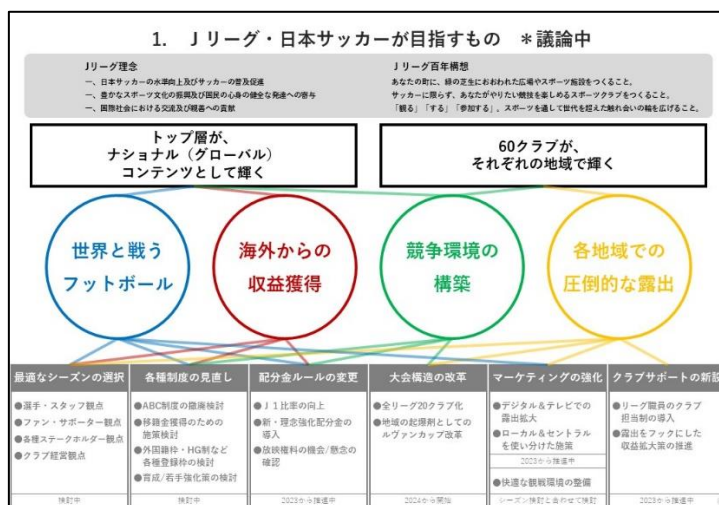 1. Jリーグ・日本サッカーが目指すもの ＊議論中
Jリーグ理念
一、日本サッカーの水準向上及びサッカーの普及促進
一、豊かなスポーツ文化の振興及び国民の心身の健全な発達への寄与
一、国際社会における交流及び親善への貢献
Jリーグ百年構想
あなたの町に、緑の芝生におおわれた広場やスポーツ施設をつくること。
サッカーに限らず、あなたがやりたい競技を楽しめるスポーツクラブをつくること。
「観る」「する」「参加する」。スポーツを通して世代を超えた触れ合いの輪を広げること。
トップ層が、
ナショナル（グローバル）
コンテンツとして輝く
60クラブが、
それぞれの地域で輝く
世界と戦う
フットボール
海外からの
収益獲得
競争環境の
構築
各地域での
圧倒的な露出
最適なシーズンの選択
●選手・スタッフ観点
●ファン・サポーター観点
●各種ステークホルダー観点
●クラブ経営観点
検討中
各種制度の見直し
●ABC制度の撤廃検討
●移籍金獲得のための
施策検討
●外国籍枠・HG制など
各種登録枠の検討
●育成/若手強化策の検討
検討中
配分金ルールの変更
●J1比率の向上
●新・理念強化配分金の
導入
●放映権料の機会/懸念の
確認
2023から推進中
大会構造の改革
●全リーグ20クラブ化
●地域の起爆剤としての
ルヴァンカップ改革
2024から開始
マーケティングの強化
●デジタル＆テレビでの
露出拡大
●ローカル＆セントラル
を使い分けた施策
2023から推進中
●快適な観戦環境の整備
シーズン検討と合わせて検討
クラブサポートの新設
●リーグ職員のクラブ
担当制の導入
●露出をフックにした
収益拡大策の推進
2023から推進中